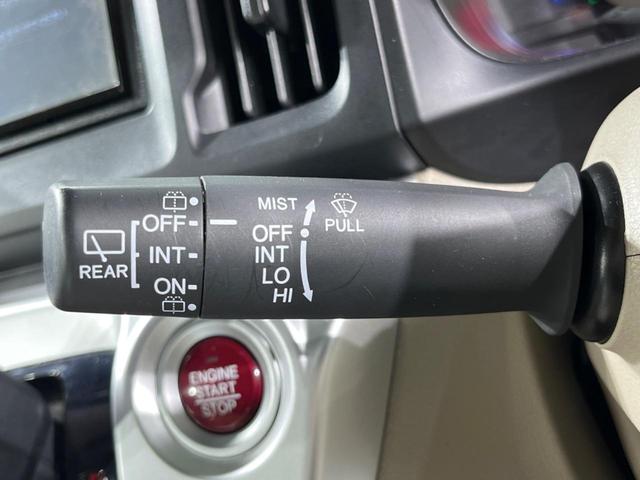 OFF
INT
ON
REAR
MIST
OFF
INT
LO
HI
PULL
ENGINE
START
STOP